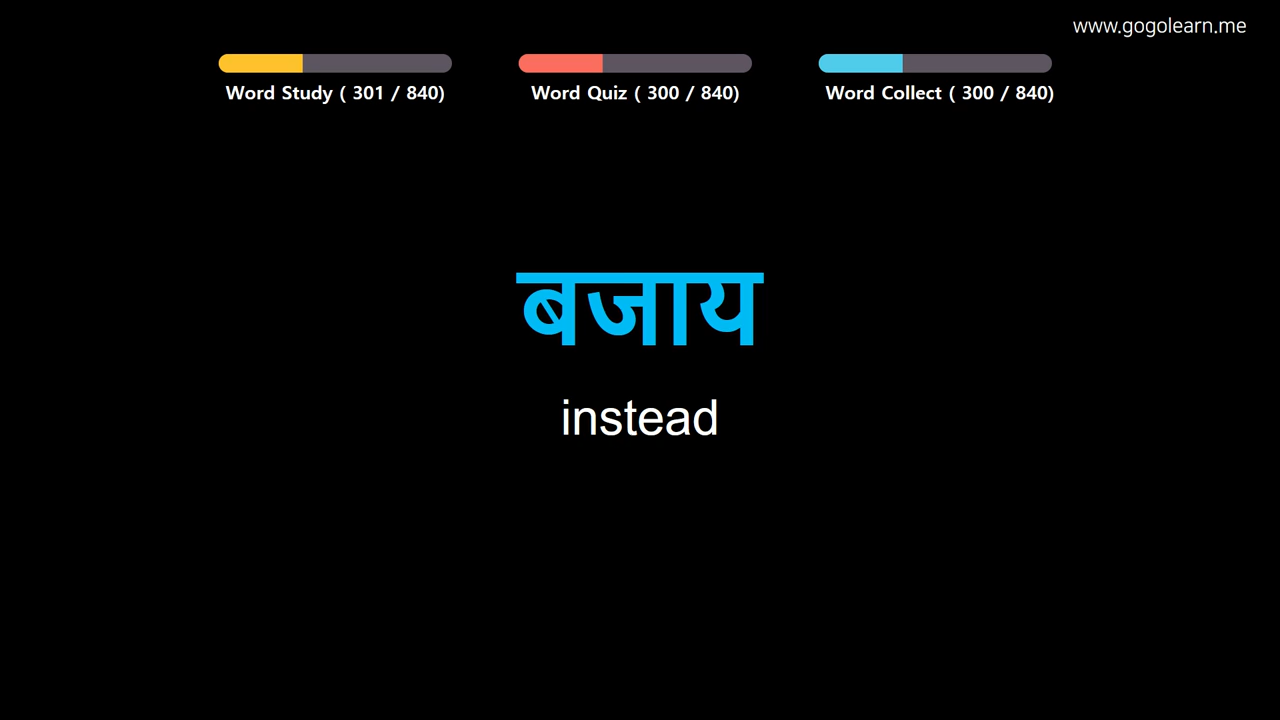 www.gogolearn.me
Word Study ( 301 / 840)
Word Quiz ( 300 / 840)
Word Collect ( 300 / 840)
बजाय
instead